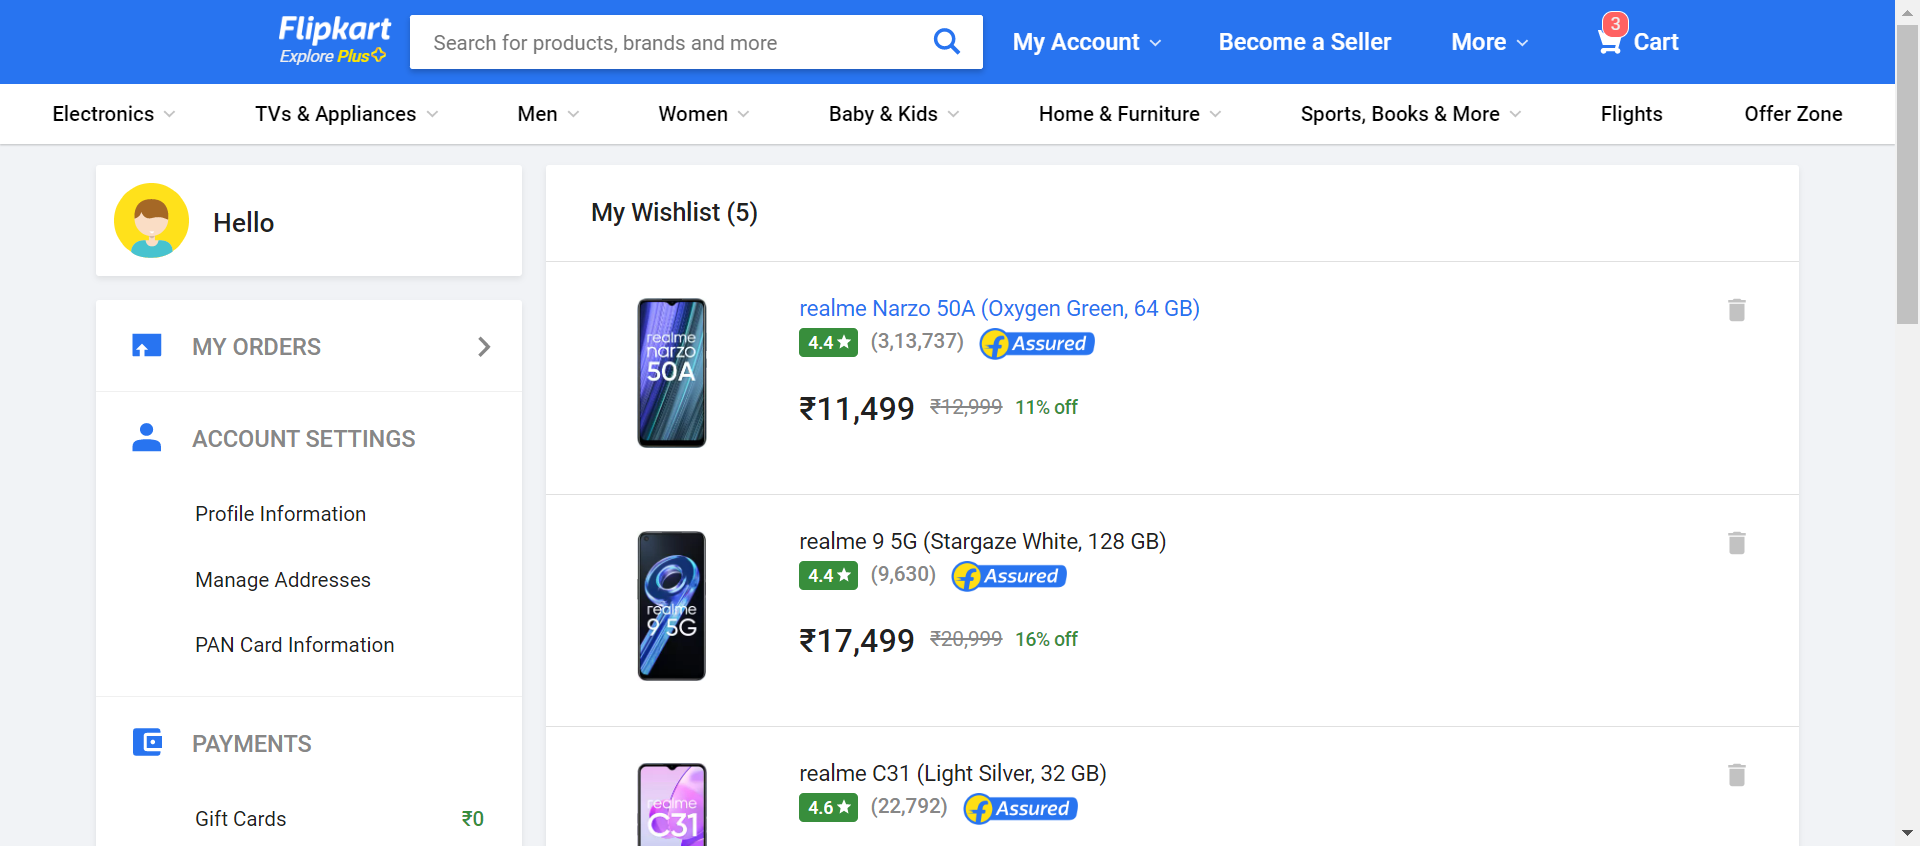 Flipkart
Explore Plus
Search for products, brands and more
My Account
Become a Seller
More
3
Cart
Electronics
TVs & Appliances
Men
Women
Baby & Kids
Home & Furniture
Sports, Books & More
Flights
Offer Zone
Hello
MY ORDERS
ACCOUNT SETTINGS
Profile Information
Manage Addresses
PAN Card Information
PAYMENTS
Gift Cards ₹0
My Wishlist (5)
realme
narzo
50A
realme Narzo 50A (Oxygen Green, 64 GB)
4.4★ (3,13,737) Assured
₹11,499 ₹12,999 11% off
realme
9 5G
realme 9 5G (Stargaze White, 128 GB)
4.4★ (9,630) Assured
₹17,499 ₹20,999 16% off
realme
C31
realme C31 (Light Silver, 32 GB)
4.6★ (22,792) Assured